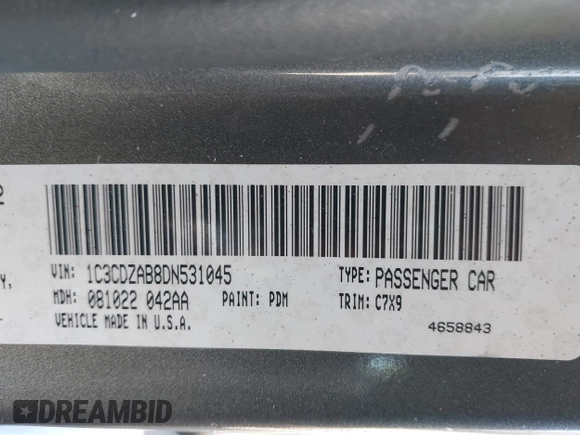 VIN: 1C3CDZAB8DN531045
TYPE: PASSENGER CAR
MDH: 081022 042AA
PAINT: PDM
TRIM: C7X9
VEHICLE MADE IN U.S.A.
4658843
DREAMBID